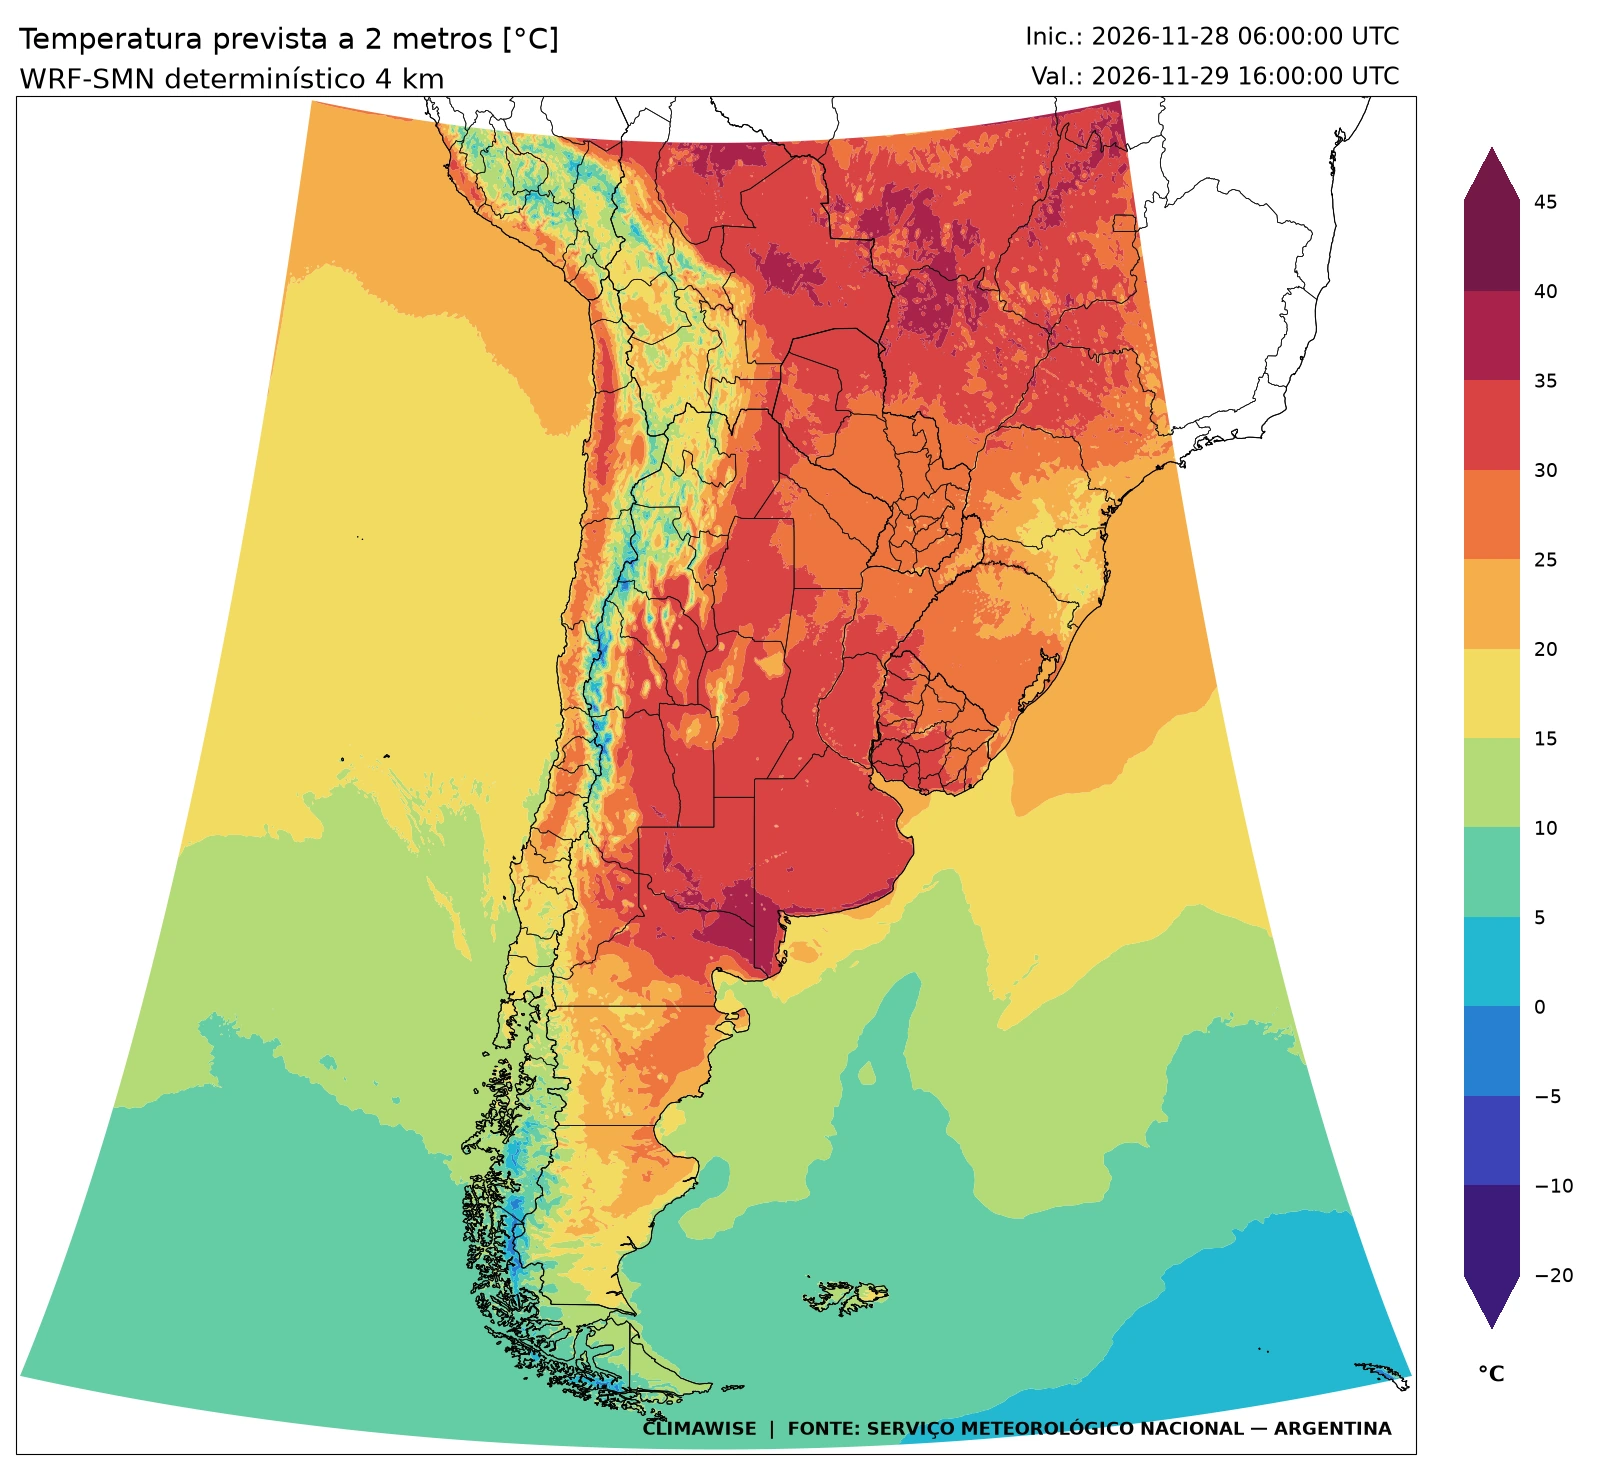 Temperatura prevista a 2 metros [°C]
WRF-SMN determinístico 4 km
Inic.: 2026-11-28 06:00:00 UTC
Val.: 2026-11-29 16:00:00 UTC
45
40
35
30
25
20
15
10
5
0
−5
−10
−20
°C
CLIMAWISE | FONTE: SERVIÇO METEOROLÓGICO NACIONAL — ARGENTINA